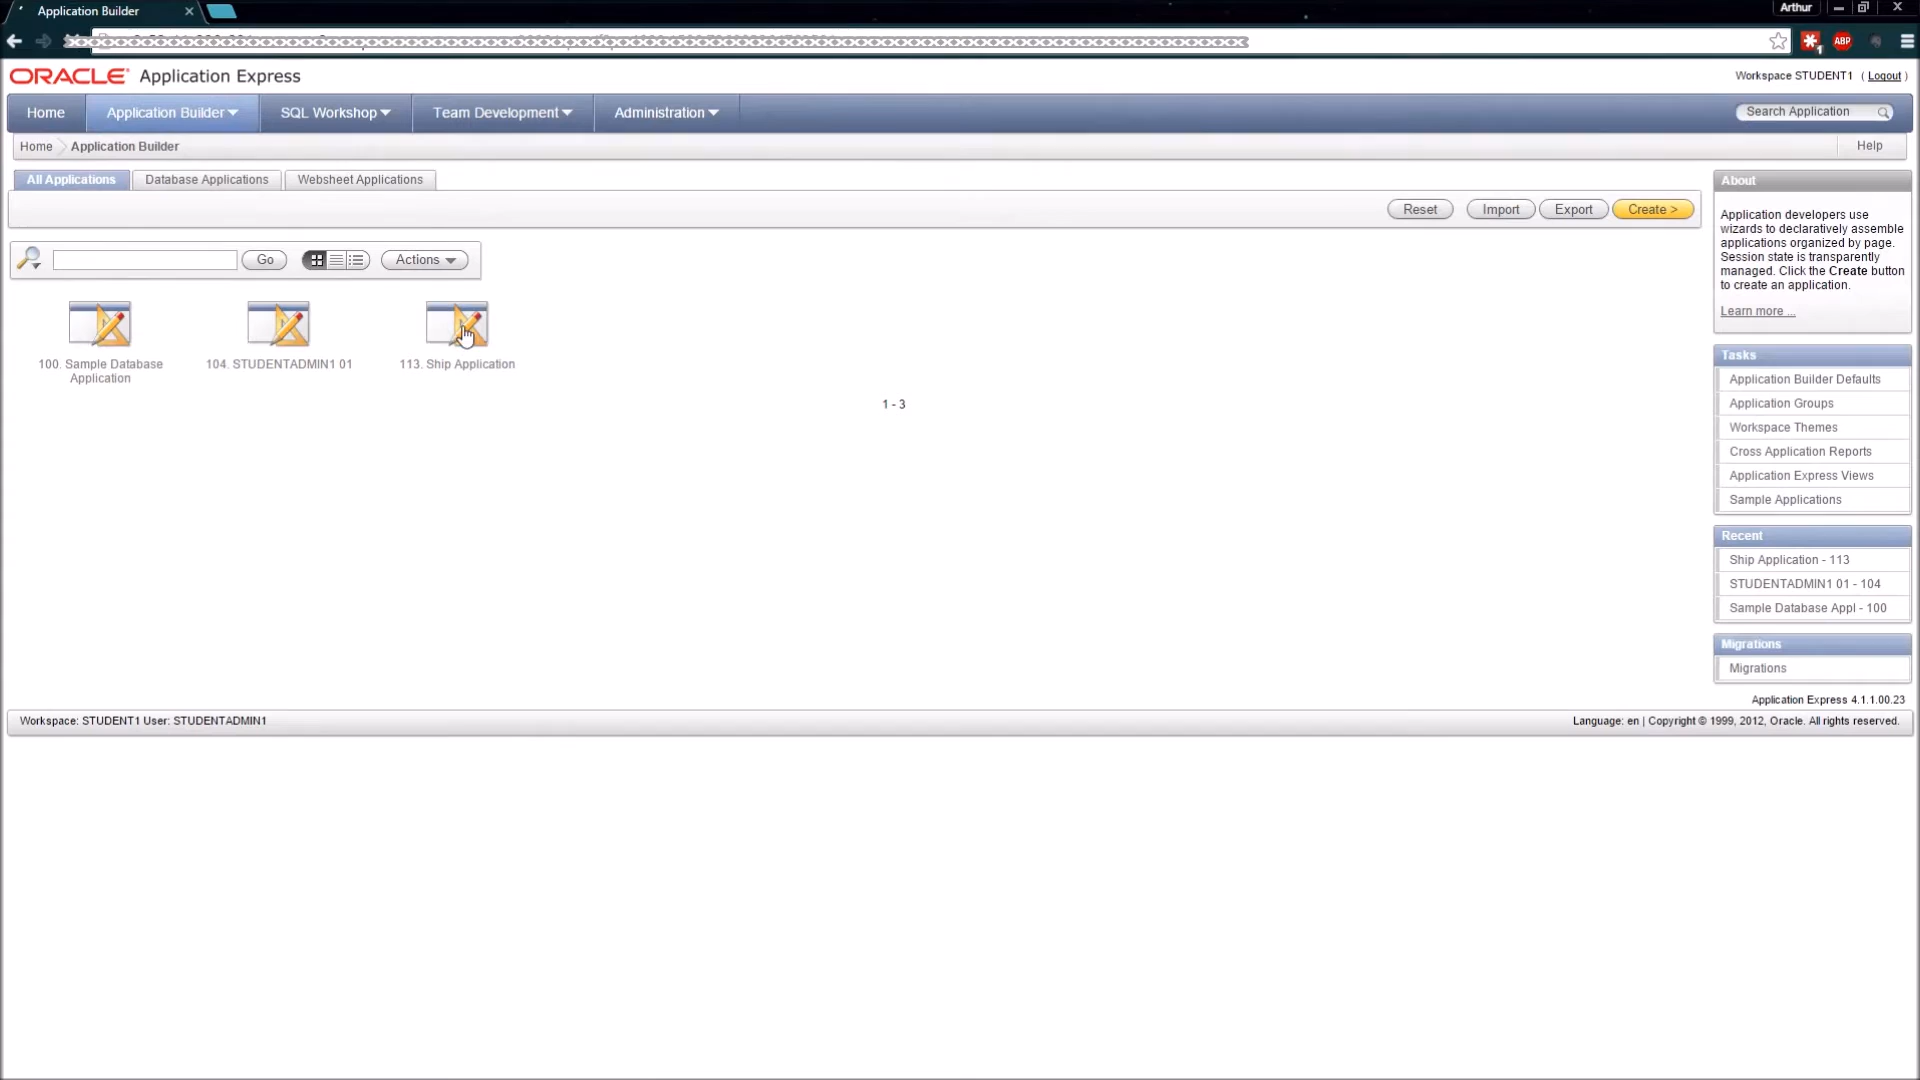 Application Builder
Arthur
ABP
1
ORACLE Application Express
Workspace STUDENT1 ( Logout )
Home
Application Builder
SQL Workshop
Team Development
Administration
Search Application
Home
Application Builder
Help
All Applications
Database Applications
Websheet Applications
Reset
Import
Export
Create >
Go
Actions
100. Sample Database
Application
104. STUDENTADMIN1 01
113. Ship Application
1 - 3
About
Application developers use
wizards to declaratively assemble
applications organized by page.
Session state is transparently
managed. Click the Create button
to create an application.
Learn more ...
Tasks
Application Builder Defaults
Application Groups
Workspace Themes
Cross Application Reports
Application Express Views
Sample Applications
Recent
Ship Application - 113
STUDENTADMIN1 01 - 104
Sample Database Appl - 100
Migrations
Migrations
Application Express 4.1.1.00.23
Workspace: STUDENT1 User: STUDENTADMIN1
Language: en | Copyright © 1999, 2012, Oracle. All rights reserved.